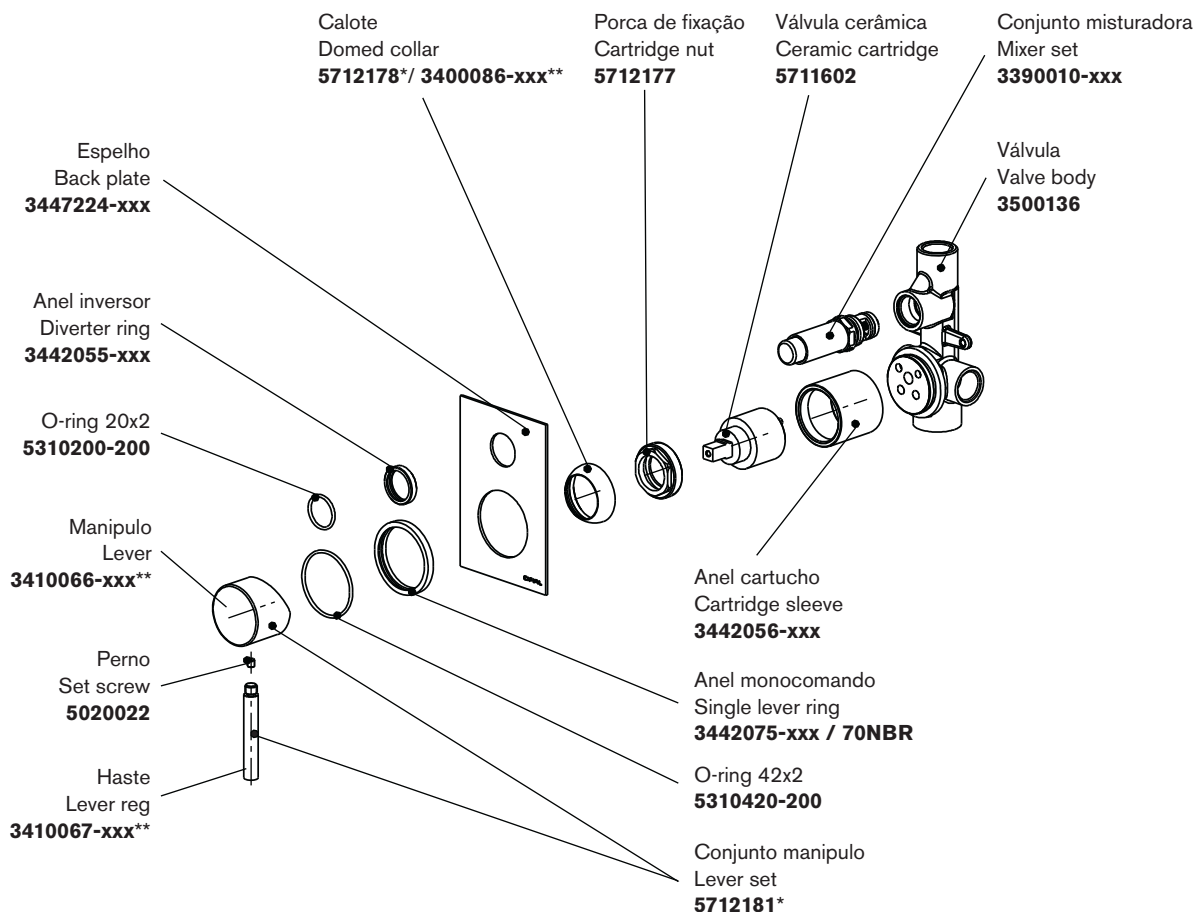 Calote
Domed collar
5712178*/ 3400086-xxx**
Porca de fixação
Cartridge nut
5712177
Válvula cerâmica
Ceramic cartridge
5711602
Conjunto misturadora
Mixer set
3390010-xxx
Espelho
Back plate
3447224-xxx
Válvula
Valve body
3500136
Anel inversor
Diverter ring
3442055-xxx
O-ring 20x2
5310200-200
Manipulo
Lever
3410066-xxx**
Perno
Set screw
5020022
Haste
Lever reg
3410067-xxx**
Anel cartucho
Cartridge sleeve
3442056-xxx
Anel monocomando
Single lever ring
3442075-xxx / 70NBR
O-ring 42x2
5310420-200
Conjunto manipulo
Lever set
5712181*